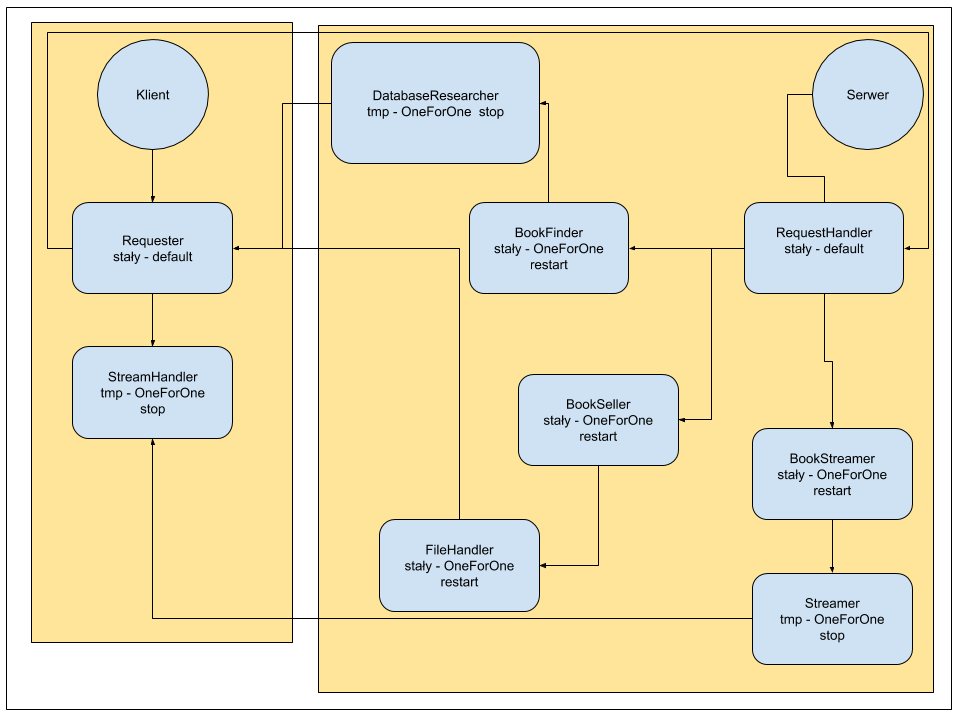 Klient
DatabaseResearcher
tmp - OneForOne  stop
Serwer
Requester
stały - default
BookFinder
stały - OneForOne
restart
RequestHandler
stały - default
StreamHandler
tmp - OneForOne
stop
BookSeller
stały - OneForOne
restart
BookStreamer
stały - OneForOne
restart
FileHandler
stały - OneForOne
restart
Streamer
tmp - OneForOne
stop